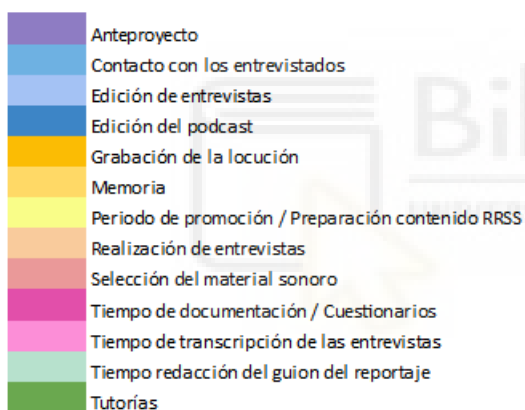 Anteproyecto
Contacto con los entrevistados
Edición de entrevistas
Edición del podcast
Grabación de la locución
Memoria
Periodo de promoción / Preparación contenido RRSS
Realización de entrevistas
Selección del material sonoro
Tiempo de documentación / Cuestionarios
Tiempo de transcripción de las entrevistas
Tiempo redacción del guion del reportaje
Tutorías